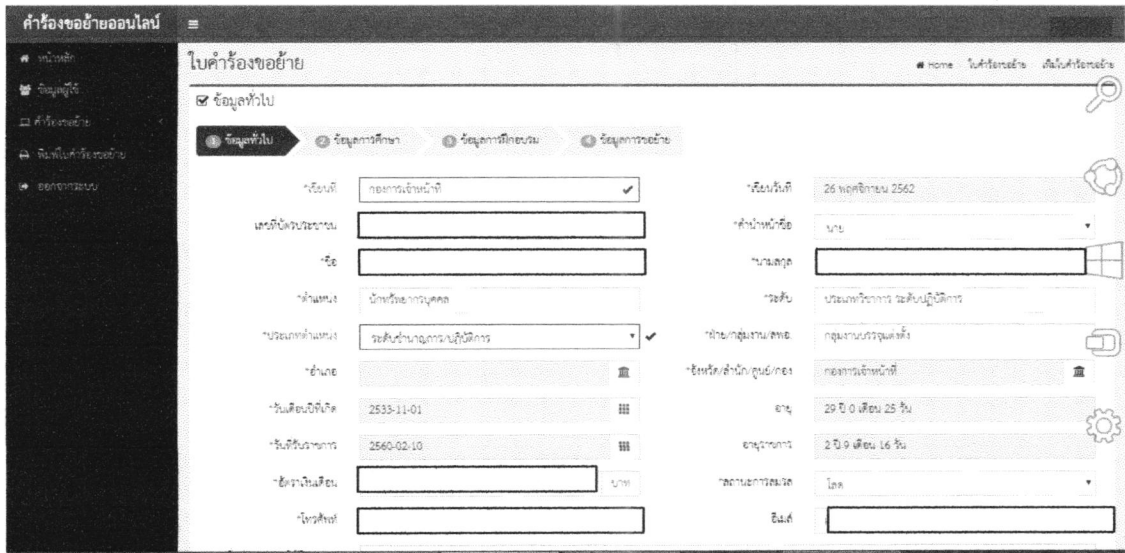 คำร้องขอย้ายออนไลน์
หน้าหลัก
ข้อมูลผู้ใช้
คำร้องขอย้าย
พิมพ์ใบคำร้องขอย้าย
ออกจากระบบ
ใบคำร้องขอย้าย
Home ใบคำร้องขอย้าย เพิ่มใบคำร้องขอย้าย
ข้อมูลทั่วไป
1 ข้อมูลทั่วไป 2 ข้อมูลการศึกษา 3 ข้อมูลการฝึกอบรม 4 ข้อมูลการขอย้าย
*เขียนที่ กองการเจ้าหน้าที่ *เขียนวันที่ 26 พฤศจิกายน 2562
เลขที่บัตรประชาชน *คำนำหน้าชื่อ นาย
*ชื่อ *นามสกุล
*ตำแหน่ง นักทรัพยากรบุคคล *ระดับ ประเภทวิชาการ ระดับปฏิบัติการ
*ประเภทตำแหน่ง ระดับชำนาญการ/ปฏิบัติการ *ฝ่าย/กลุ่มงาน/สพอ. กลุ่มงานบรรจุแต่งตั้ง
*อำเภอ *จังหวัด/สำนัก/ศูนย์/กอง กองการเจ้าหน้าที่
*วันเดือนปีที่เกิด 2533-11-01 อายุ 29 ปี 0 เดือน 25 วัน
*วันที่รับราชการ 2560-02-10 อายุราชการ 2 ปี 9 เดือน 16 วัน
*อัตราเงินเดือน บาท *สถานะการสมรส โสด
*โทรศัพท์ อีเมล์